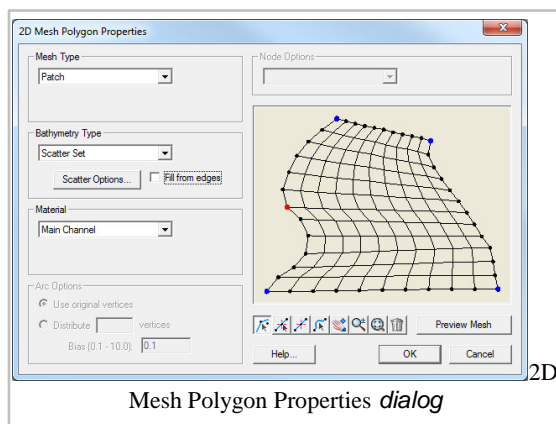 2D Mesh Polygon Properties
Mesh Type
Patch
Bathymetry Type
Scatter Set
Scatter Options...
Fill from edges
Material
Main Channel
Arc Options
Use original vertices
Distribute vertices
Bias (0.1 - 10.0): 0.1
Node Options
Preview Mesh
Help...
OK
Cancel
2D
Mesh Polygon Properties dialog